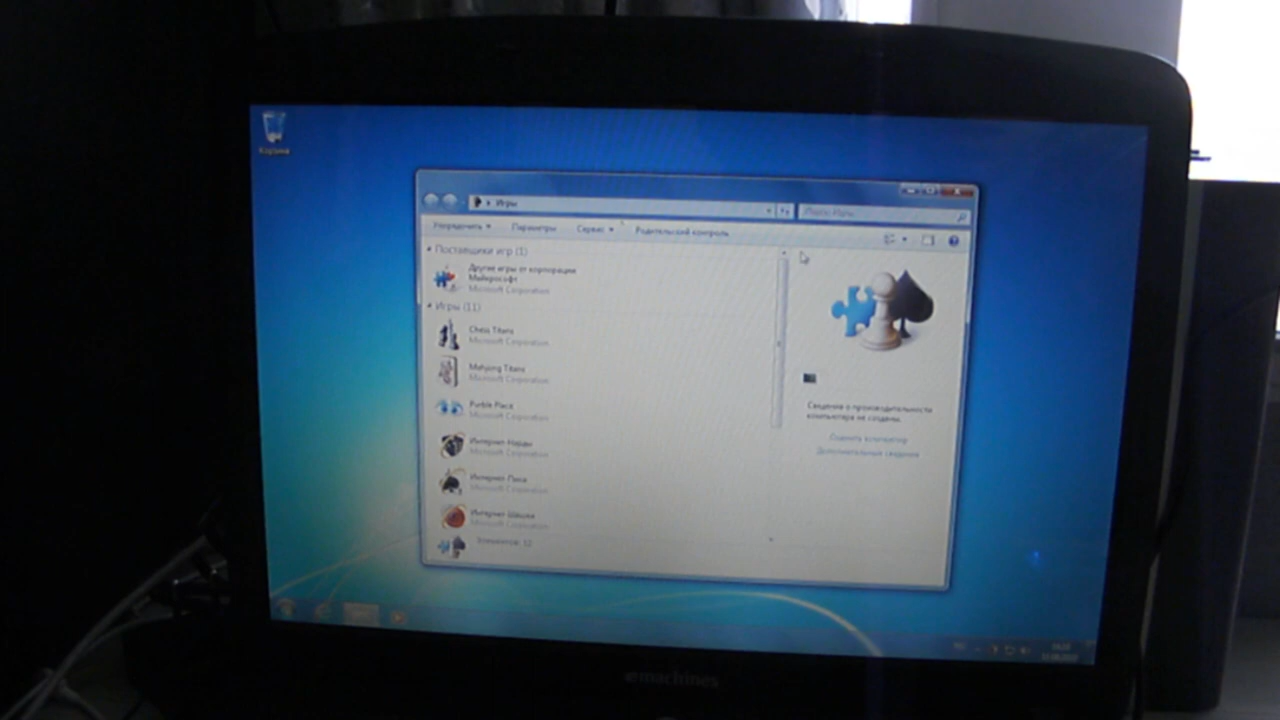 Корзина
Игры
Поиск: Игры
Упорядочить
Параметры
Сервис
Родительский контроль
Поставщики игр (1)
Другие игры от корпорации
Майкрософт
Microsoft Corporation
Игры (11)
Chess Titans
Microsoft Corporation
Mahjong Titans
Microsoft Corporation
Purble Place
Microsoft Corporation
Интернет-Нарды
Microsoft Corporation
Интернет-Пики
Microsoft Corporation
Интернет-Шашки
Microsoft Corporation
Элементов: 12
Сведения о производительности
компьютера не созданы.
Оценить компьютер
Дополнительные сведения
emachines